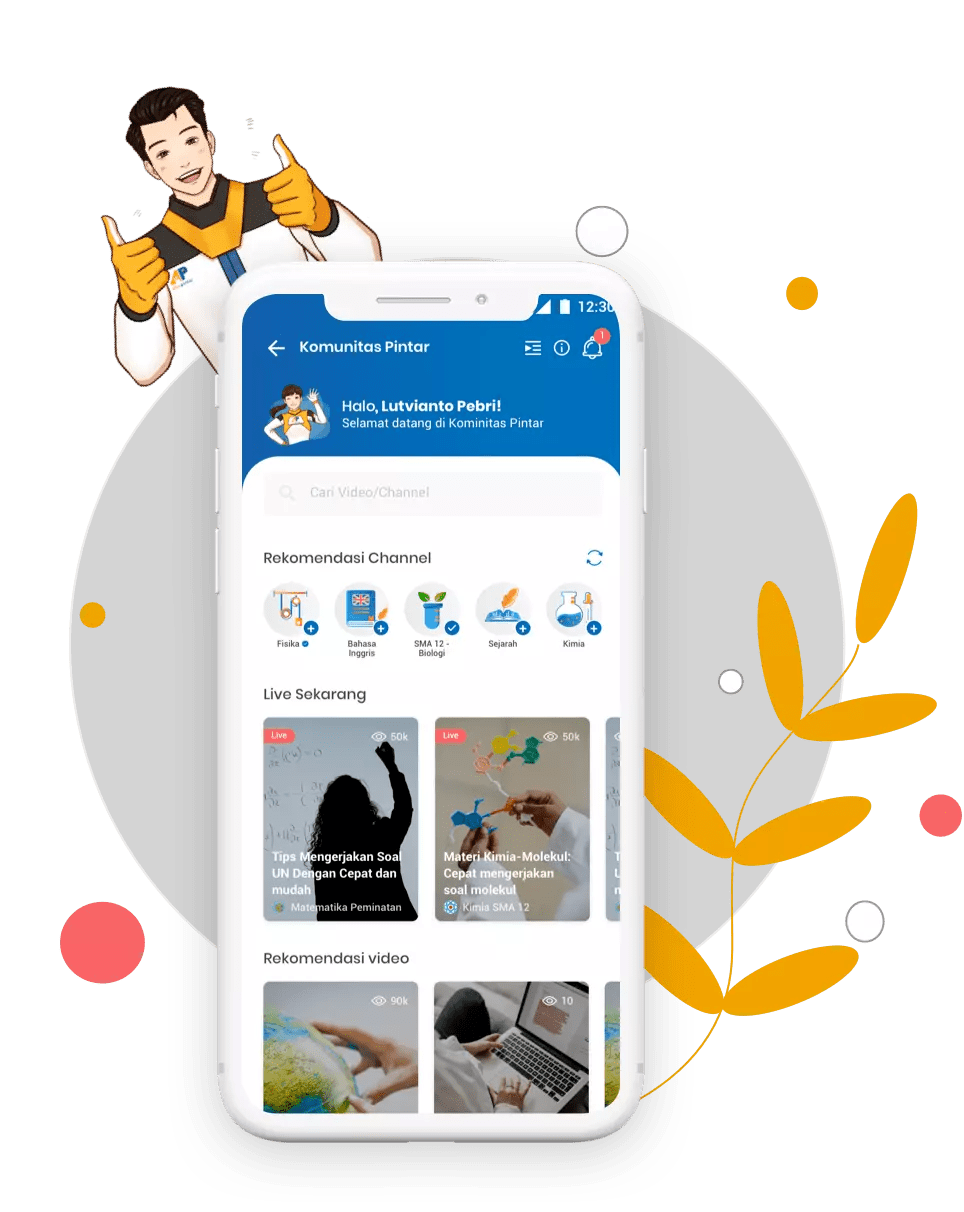 AP
12:30
Komunitas Pintar
1
Halo, Lutvianto Pebri!
Selamat datang di Kominitas Pintar
Cari Video/Channel
Rekomendasi Channel
Fisika
Bahasa
Inggris
SMA 12 -
Biologi
Sejarah
Kimia
Live Sekarang
Live
50k
Tips Mengerjakan Soal
UN Dengan Cepat dan
mudah
Matematika Peminatan
Live
50k
Materi Kimia-Molekul:
Cepat mengerjakan
soal molekul
Kimia SMA 12
Rekomendasi video
90k
10